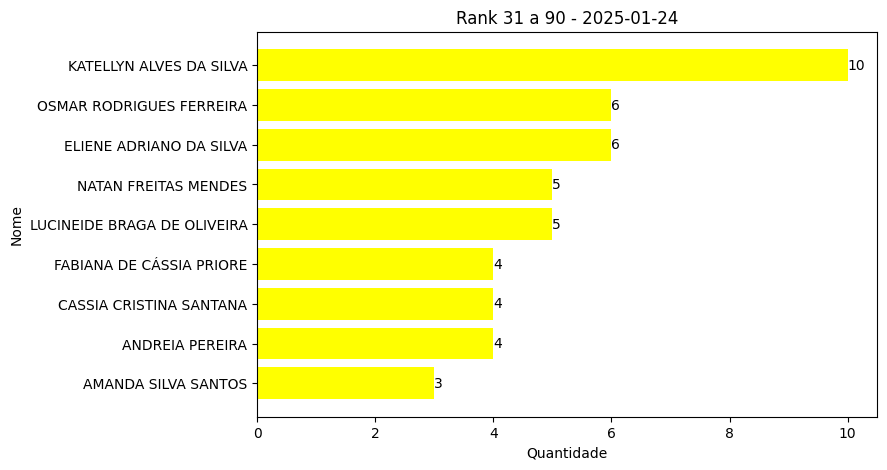 Rank 31 a 90 - 2025-01-24
KATELLYN ALVES DA SILVA 10
OSMAR RODRIGUES FERREIRA 6
ELIENE ADRIANO DA SILVA 6
NATAN FREITAS MENDES 5
LUCINEIDE BRAGA DE OLIVEIRA 5
FABIANA DE CÁSSIA PRIORE 4
CASSIA CRISTINA SANTANA 4
ANDREIA PEREIRA 4
AMANDA SILVA SANTOS 3
Nome
0 2 4 6 8 10
Quantidade